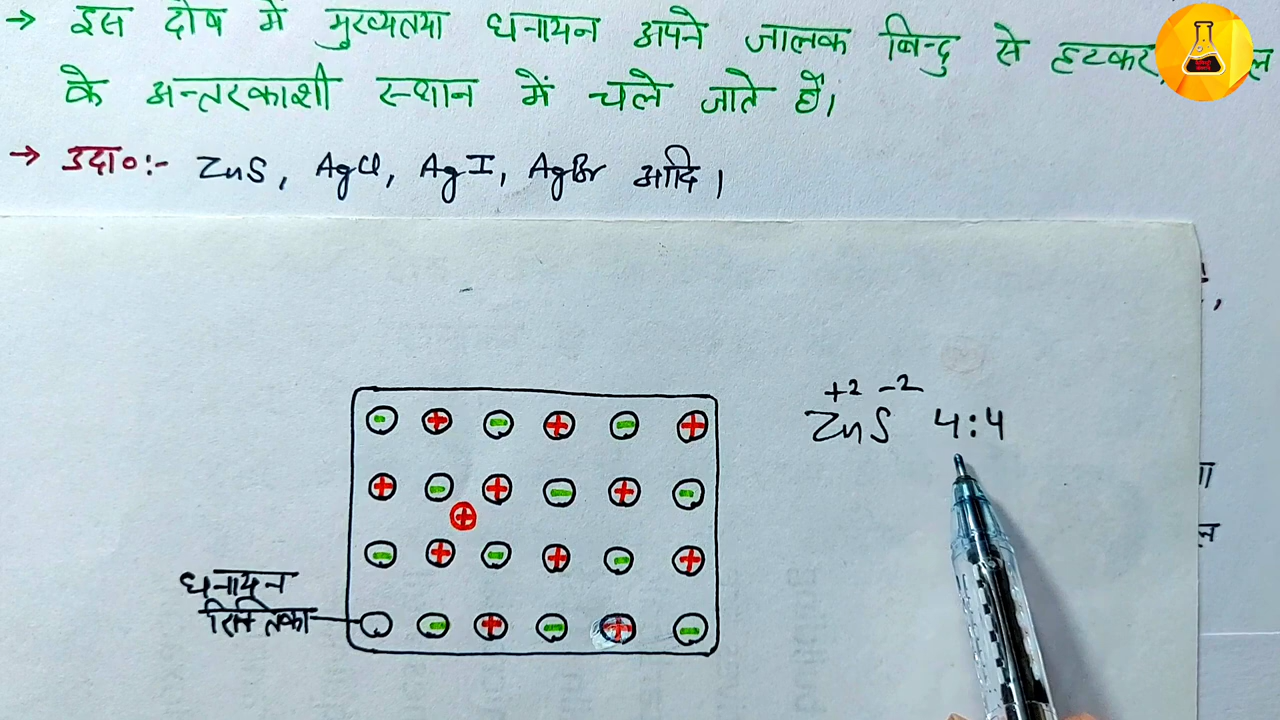 → इस दोष में मुख्यतया धनायन अपने जालक बिन्दु से हटकर,
के अन्तरकाशी स्थान में चले जाते हैं।
→ उदा०:- ZnS, AgCl, AgI, AgBr आदि।
+2 -2
ZnS 4:4
- + - + - +
+ - + - + -
+
- + - + - +
धनायन
रिक्तिका
- + - + -